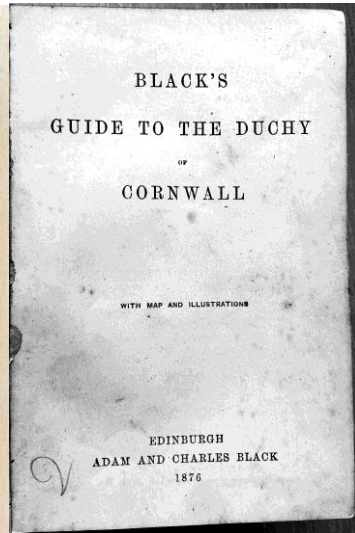 BLACK'S
GUIDE TO THE DUCHY
OF
CORNWALL
WITH MAP AND ILLUSTRATIONS
EDINBURGH
ADAM AND CHARLES BLACK
1876